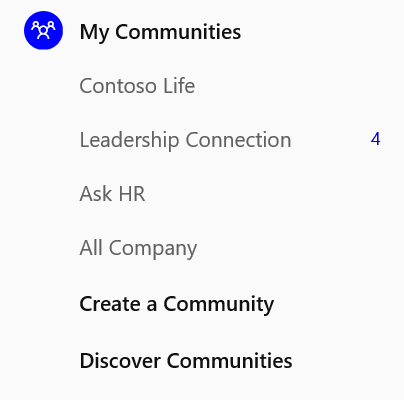 My Communities
Contoso Life
Leadership Connection 4
Ask HR
All Company
Create a Community
Discover Communities